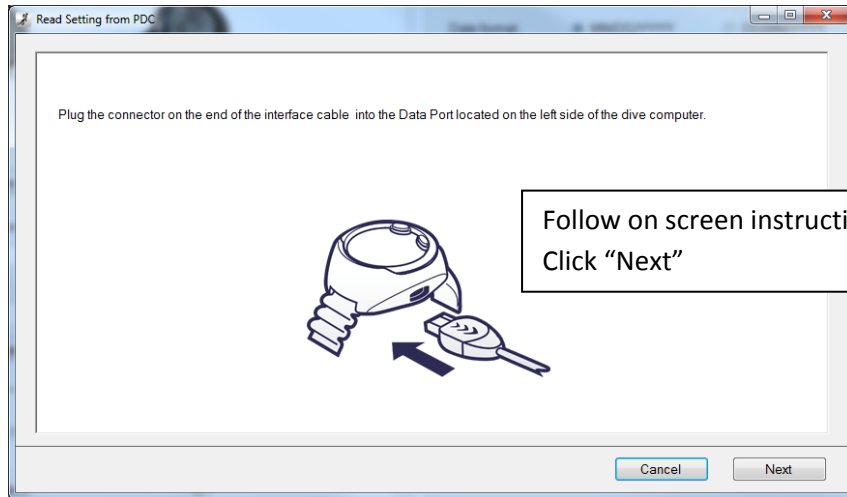 Read Setting from PDC
Plug the connector on the end of the interface cable into the Data Port located on the left side of the dive computer.
Follow on screen instructi
Click “Next”
Cancel
Next